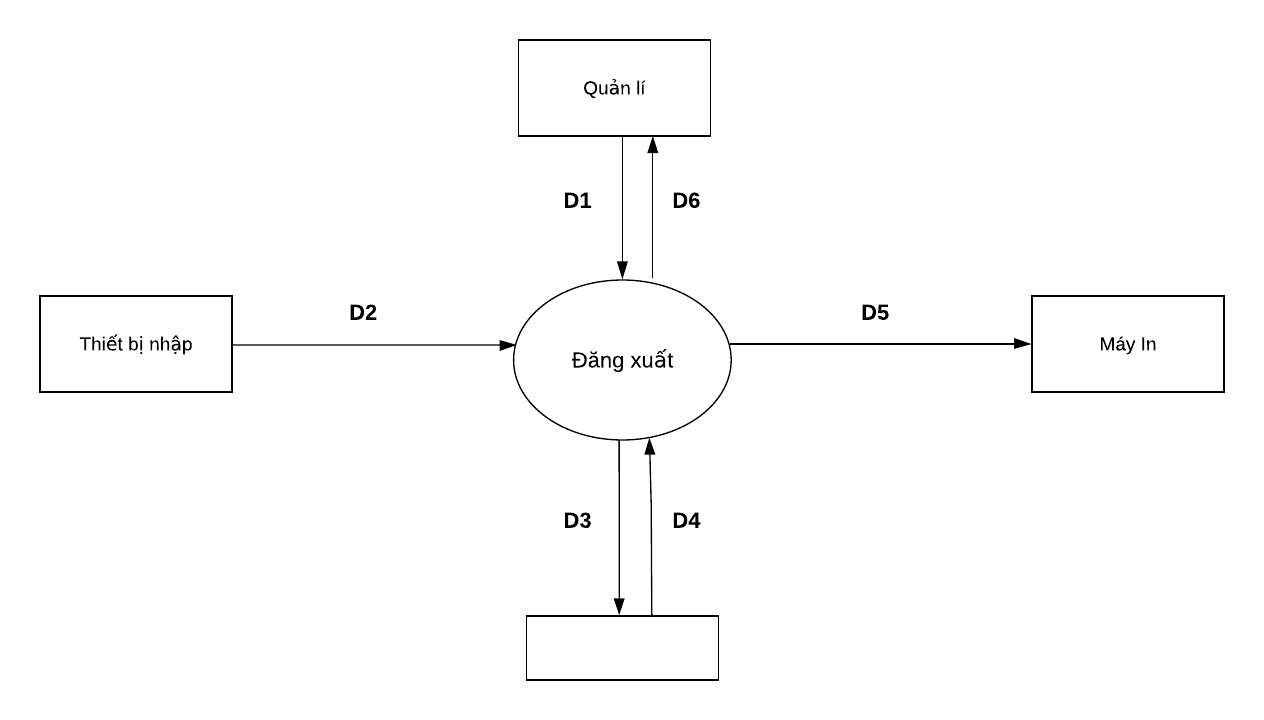 Quản lí
D1
D6
D2
D5
Thiết bị nhập
Đăng xuất
Máy In
D3
D4